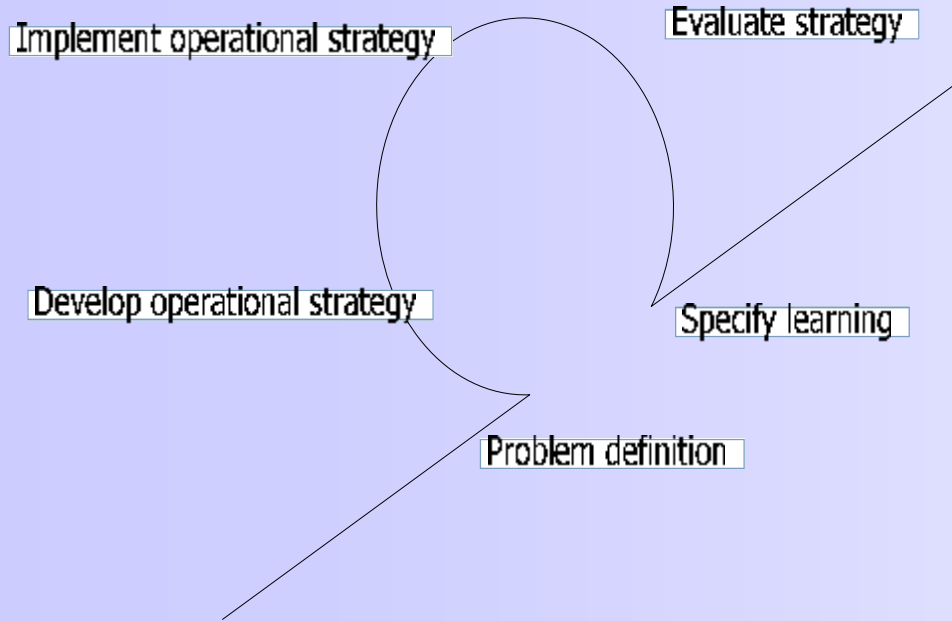 Implement operational strategy
Evaluate strategy
Develop operational strategy
Specify learning
Problem definition